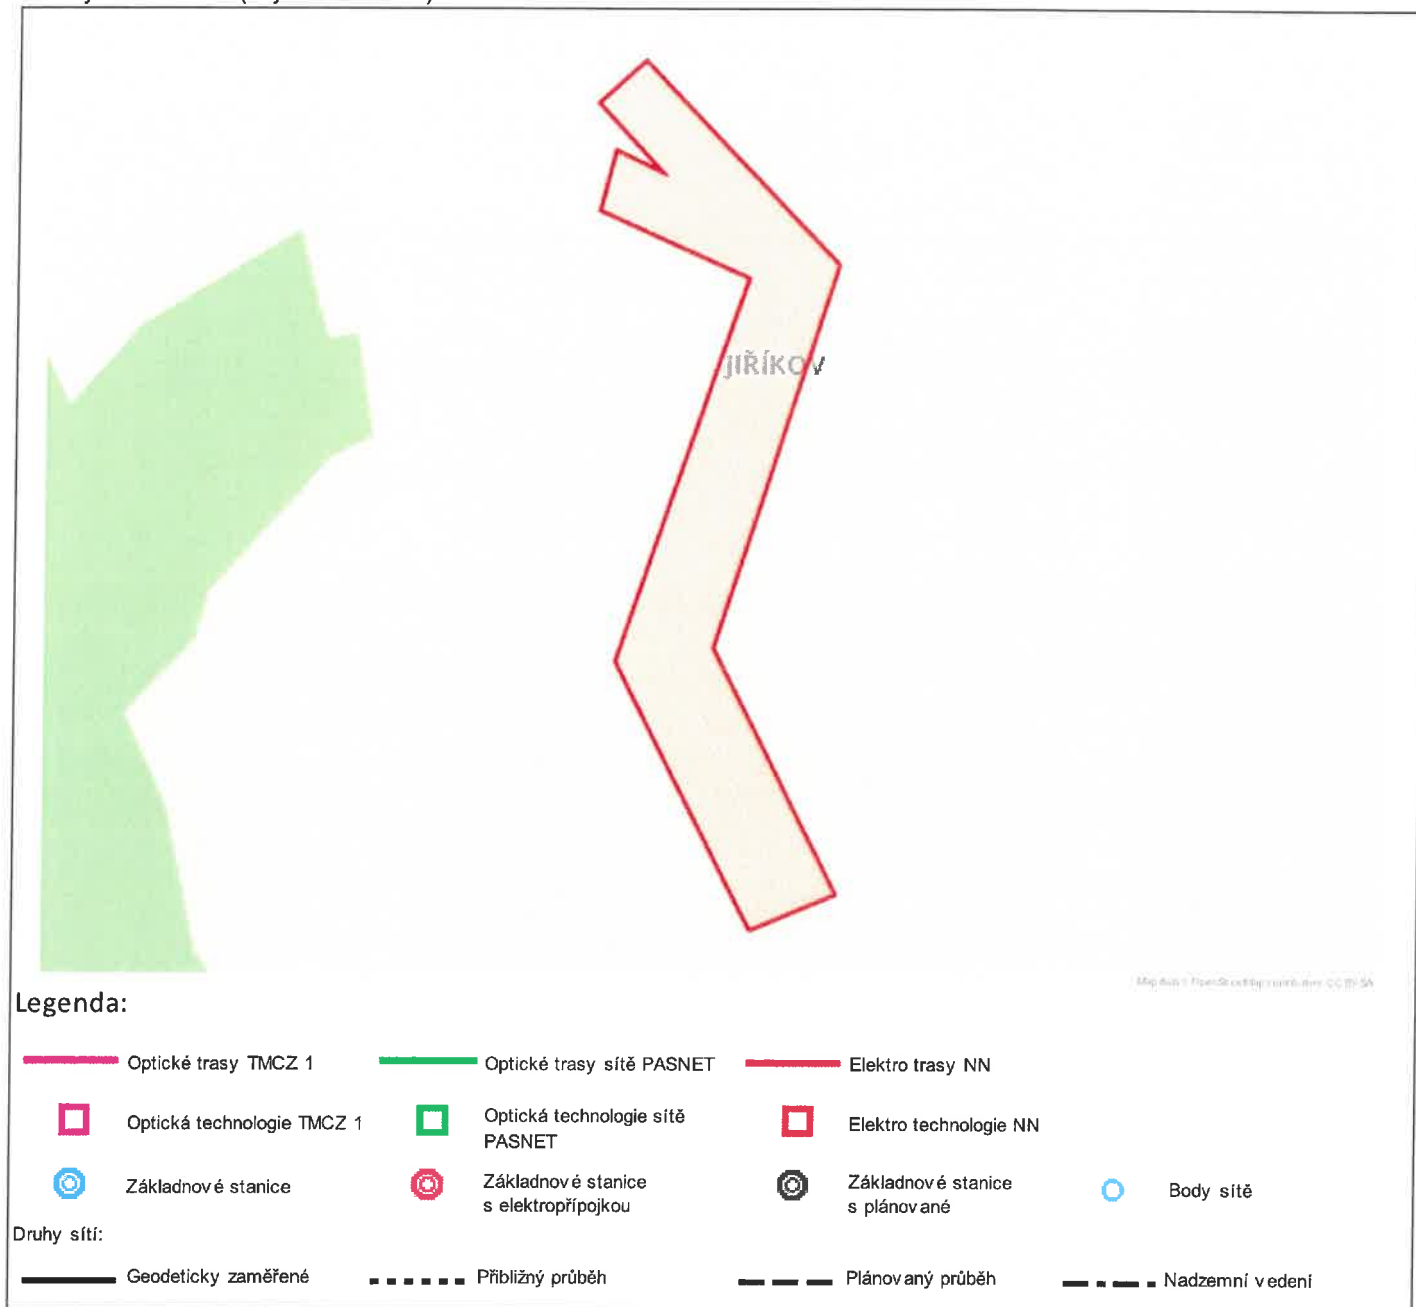 JIŘÍKOV
Legenda:
Optické trasy TMCZ 1
Optické trasy sítě PASNET
Elektro trasy NN
Optická technologie TMCZ 1
Optická technologie sítě
PASNET
Elektro technologie NN
Základnové stanice
Základnové stanice
s elektropřípojkou
Základnové stanice
s plánované
Body sítě
Druhy sítí:
Geodeticky zaměřené
Přibližný průběh
Plánovaný průběh
Nadzemní vedení